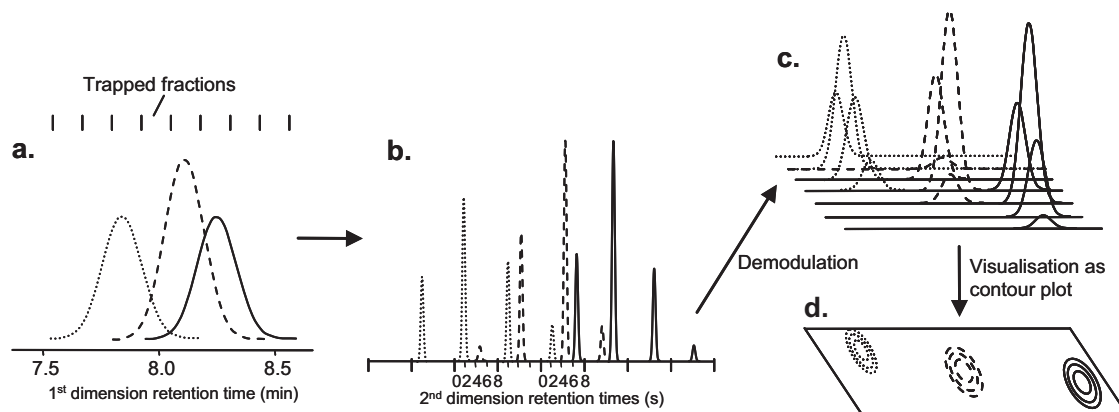 Trapped fractions
a.
7.5 8.0 8.5
1st dimension retention time (min)
b.
02468 02468
2nd dimension retention times (s)
Demodulation
c.
Visualisation as
contour plot
d.